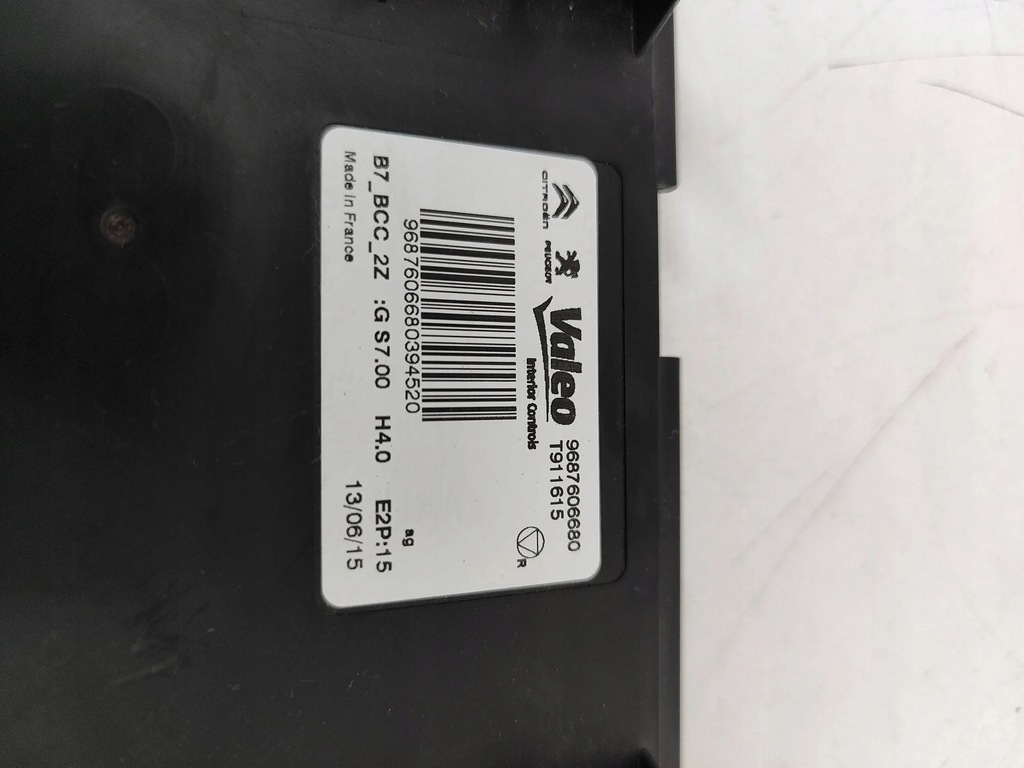 CITROËN PEUGEOT Valeo 9687606680
Interior Controls T911615
R
9687606680394520
ag
B7_BCC_2Z :G S7.00 H4.0 E2P:15
Made in France 13/06/15